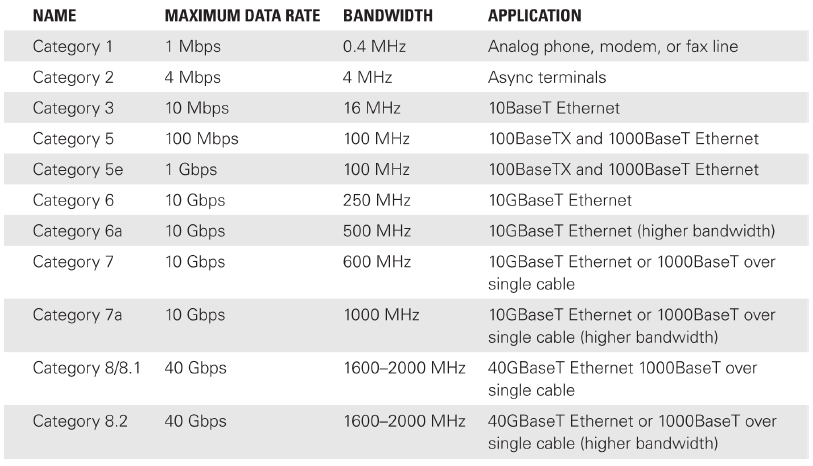 NAME MAXIMUM DATA RATE BANDWIDTH APPLICATION
Category 1 1 Mbps 0.4 MHz Analog phone, modem, or fax line
Category 2 4 Mbps 4 MHz Async terminals
Category 3 10 Mbps 16 MHz 10BaseT Ethernet
Category 5 100 Mbps 100 MHz 100BaseTX and 1000BaseT Ethernet
Category 5e 1 Gbps 100 MHz 100BaseTX and 1000BaseT Ethernet
Category 6 10 Gbps 250 MHz 10GBaseT Ethernet
Category 6a 10 Gbps 500 MHz 10GBaseT Ethernet (higher bandwidth)
Category 7 10 Gbps 600 MHz 10GBaseT Ethernet or 1000BaseT over
single cable
Category 7a 10 Gbps 1000 MHz 10GBaseT Ethernet or 1000BaseT over
single cable (higher bandwidth)
Category 8/8.1 40 Gbps 1600–2000 MHz 40GBaseT Ethernet 1000BaseT over
single cable
Category 8.2 40 Gbps 1600–2000 MHz 40GBaseT Ethernet or 1000BaseT over
single cable (higher bandwidth)